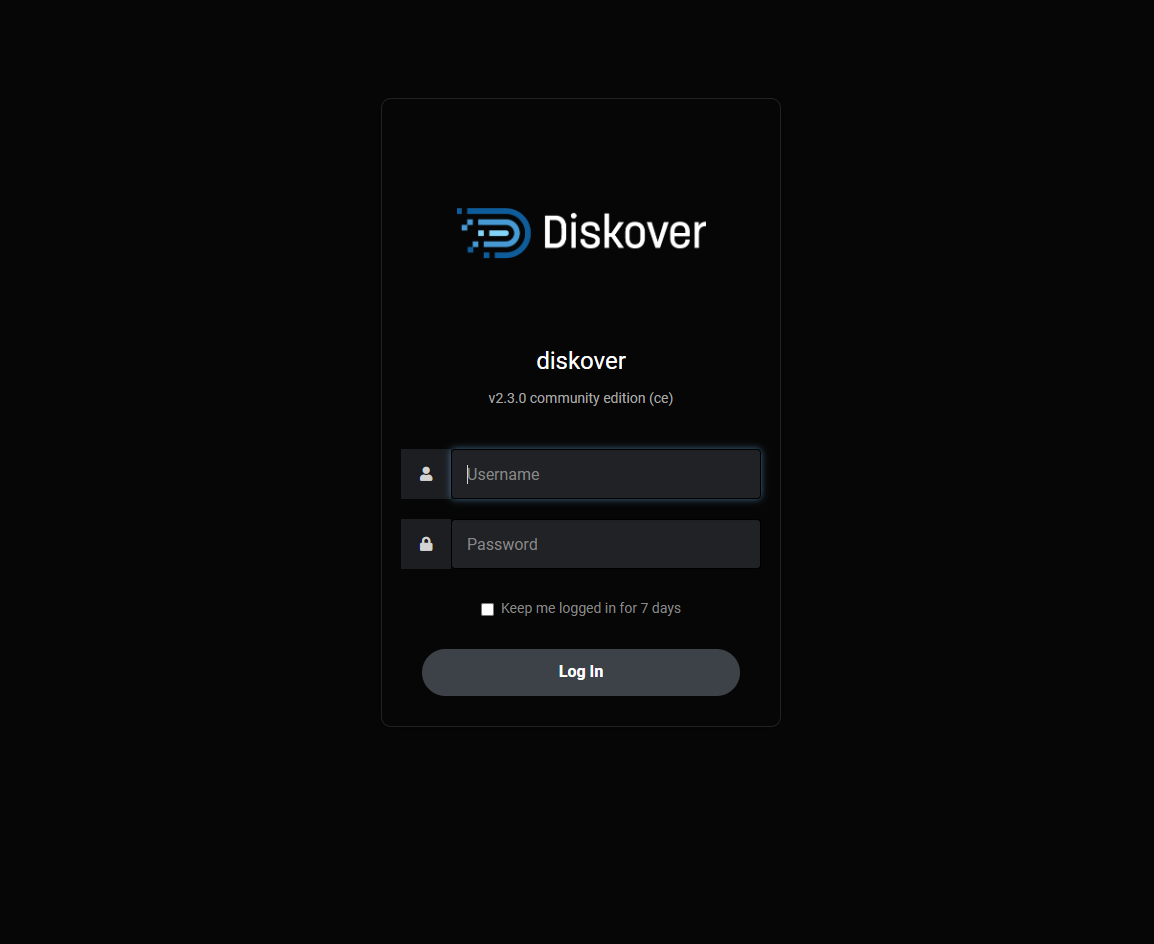 Diskover
diskover
v2.3.0 community edition (ce)
Username
Password
Keep me logged in for 7 days
Log In